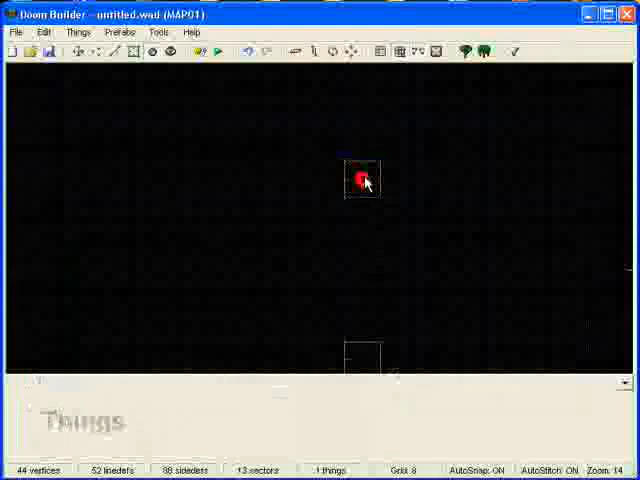 Doom Builder - untitled.wad (MAP01)
File Edit Things Prefabs Tools Help
Things
44 vertices 52 linedefs 88 sidedefs 13 sectors 1 things Grid: 8 AutoSnap: ON AutoStitch: ON Zoom: 14